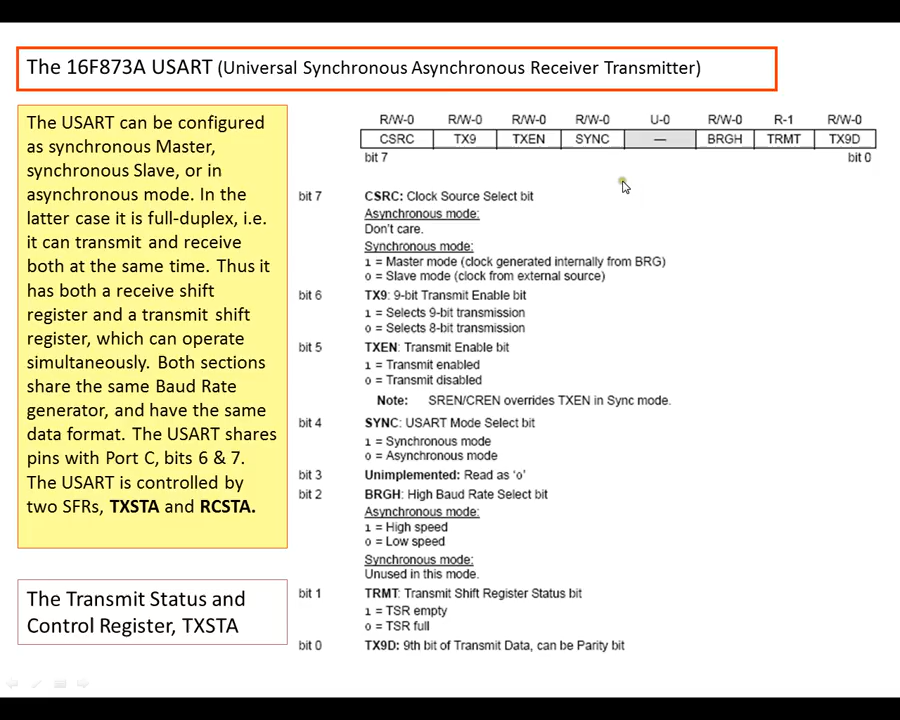 The 16F873A USART (Universal Synchronous Asynchronous Receiver Transmitter)
The USART can be configured
as synchronous Master,
synchronous Slave, or in
asynchronous mode. In the
latter case it is full-duplex, i.e.
it can transmit and receive
both at the same time. Thus it
has both a receive shift
register and a transmit shift
register, which can operate
simultaneously. Both sections
share the same Baud Rate
generator, and have the same
data format. The USART shares
pins with Port C, bits 6 & 7.
The USART is controlled by
two SFRs, TXSTA and RCSTA.
The Transmit Status and
Control Register, TXSTA
R/W-0 R/W-0 R/W-0 R/W-0 U-0 R/W-0 R-1 R/W-0
CSRC TX9 TXEN SYNC — BRGH TRMT TX9D
bit 7 bit 0
bit 7 CSRC: Clock Source Select bit
Asynchronous mode:
Don't care.
Synchronous mode:
1 = Master mode (clock generated internally from BRG)
0 = Slave mode (clock from external source)
bit 6 TX9: 9-bit Transmit Enable bit
1 = Selects 9-bit transmission
0 = Selects 8-bit transmission
bit 5 TXEN: Transmit Enable bit
1 = Transmit enabled
0 = Transmit disabled
Note: SREN/CREN overrides TXEN in Sync mode.
bit 4 SYNC: USART Mode Select bit
1 = Synchronous mode
0 = Asynchronous mode
bit 3 Unimplemented: Read as '0'
bit 2 BRGH: High Baud Rate Select bit
Asynchronous mode:
1 = High speed
0 = Low speed
Synchronous mode:
Unused in this mode.
bit 1 TRMT: Transmit Shift Register Status bit
1 = TSR empty
0 = TSR full
bit 0 TX9D: 9th bit of Transmit Data, can be Parity bit